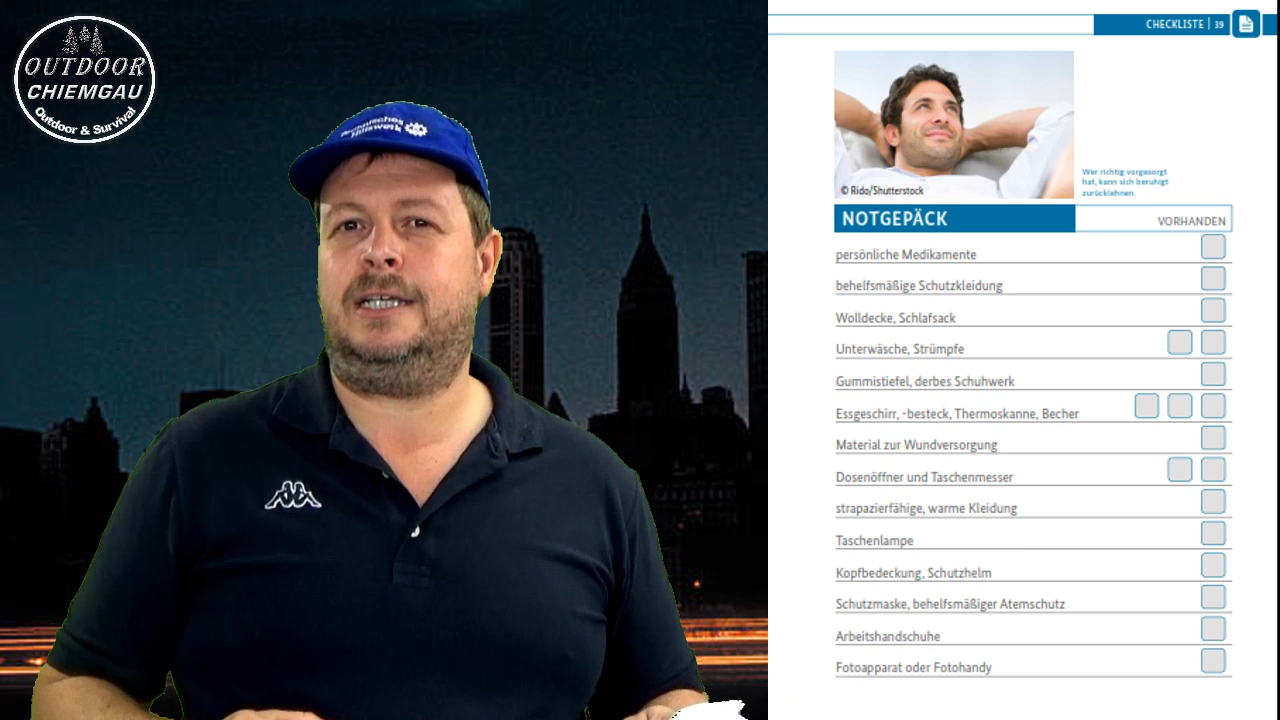 OUTDOOR
CHIEMGAU
Outdoor & Survival
Technisches
Hilfswerk
CHECKLISTE | 39
© Rido/Shutterstock
Wer richtig vorgesorgt
hat, kann sich beruhigt
zurücklehnen.
NOTGEPÄCK VORHANDEN
persönliche Medikamente
behelfsmäßige Schutzkleidung
Wolldecke, Schlafsack
Unterwäsche, Strümpfe
Gummistiefel, derbes Schuhwerk
Essgeschirr, -besteck, Thermoskanne, Becher
Material zur Wundversorgung
Dosenöffner und Taschenmesser
strapazierfähige, warme Kleidung
Taschenlampe
Kopfbedeckung, Schutzhelm
Schutzmaske, behelfsmäßiger Atemschutz
Arbeitshandschuhe
Fotoapparat oder Fotohandy